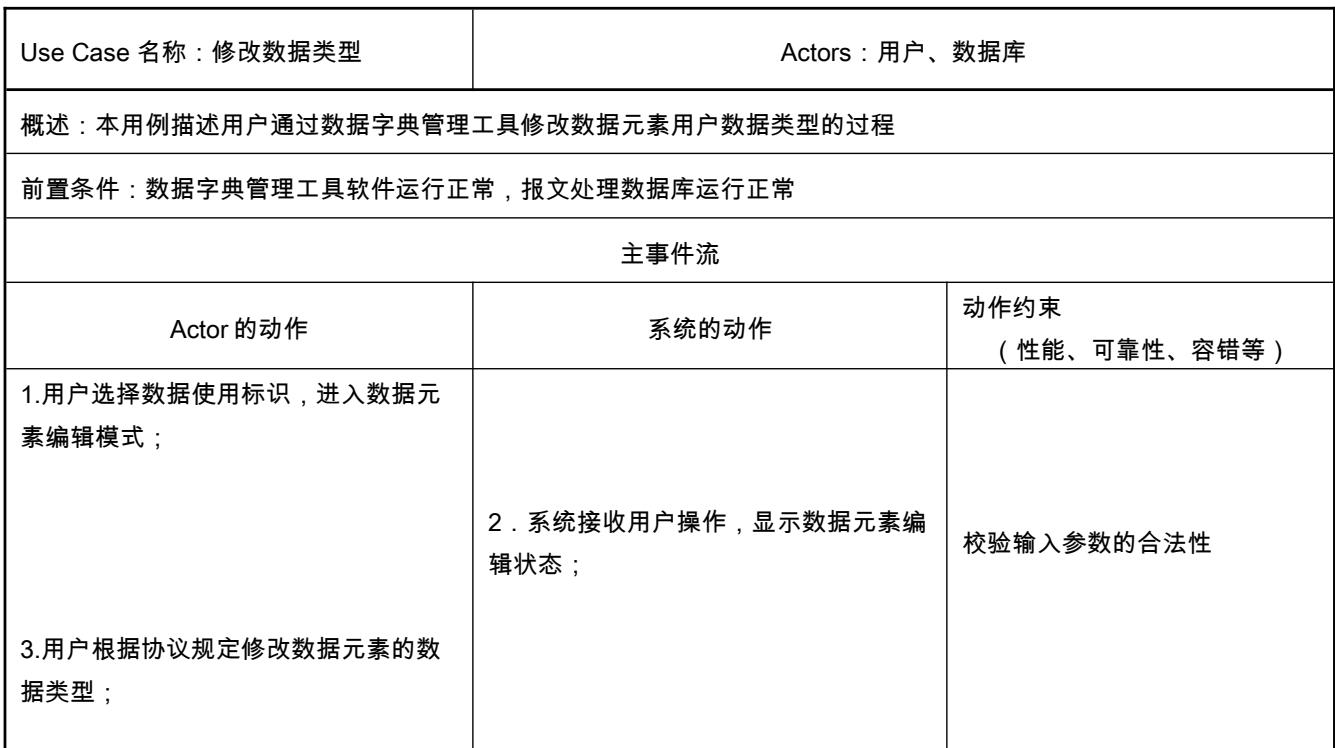 Use Case 名称：修改数据类型
Actors：用户、数据库
概述：本用例描述用户通过数据字典管理工具修改数据元素用户数据类型的过程
前置条件：数据字典管理工具软件运行正常，报文处理数据库运行正常
主事件流
Actor 的动作
系统的动作
动作约束
（性能、可靠性、容错等）
1.用户选择数据使用标识，进入数据元
素编辑模式；
2．系统接收用户操作，显示数据元素编
辑状态；
校验输入参数的合法性
3.用户根据协议规定修改数据元素的数
据类型；